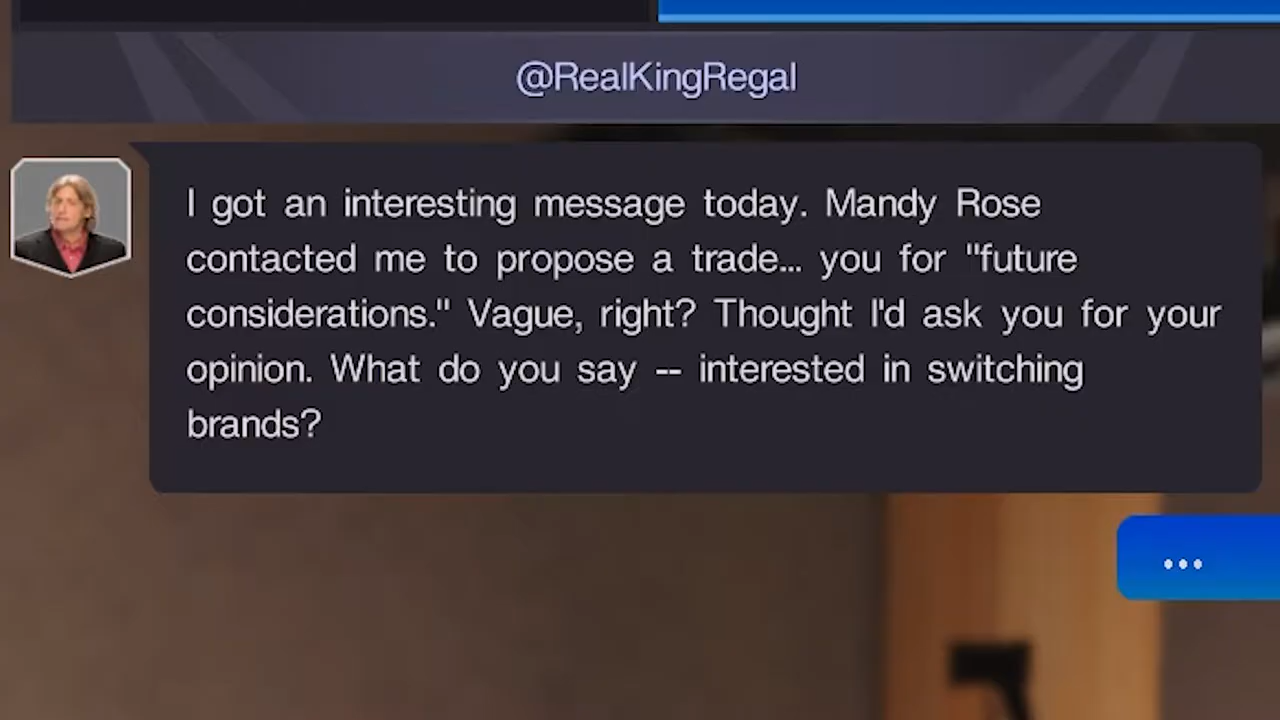 @RealKingRegal
I got an interesting message today. Mandy Rose
contacted me to propose a trade... you for "future
considerations." Vague, right? Thought I'd ask you for your
opinion. What do you say -- interested in switching
brands?
...